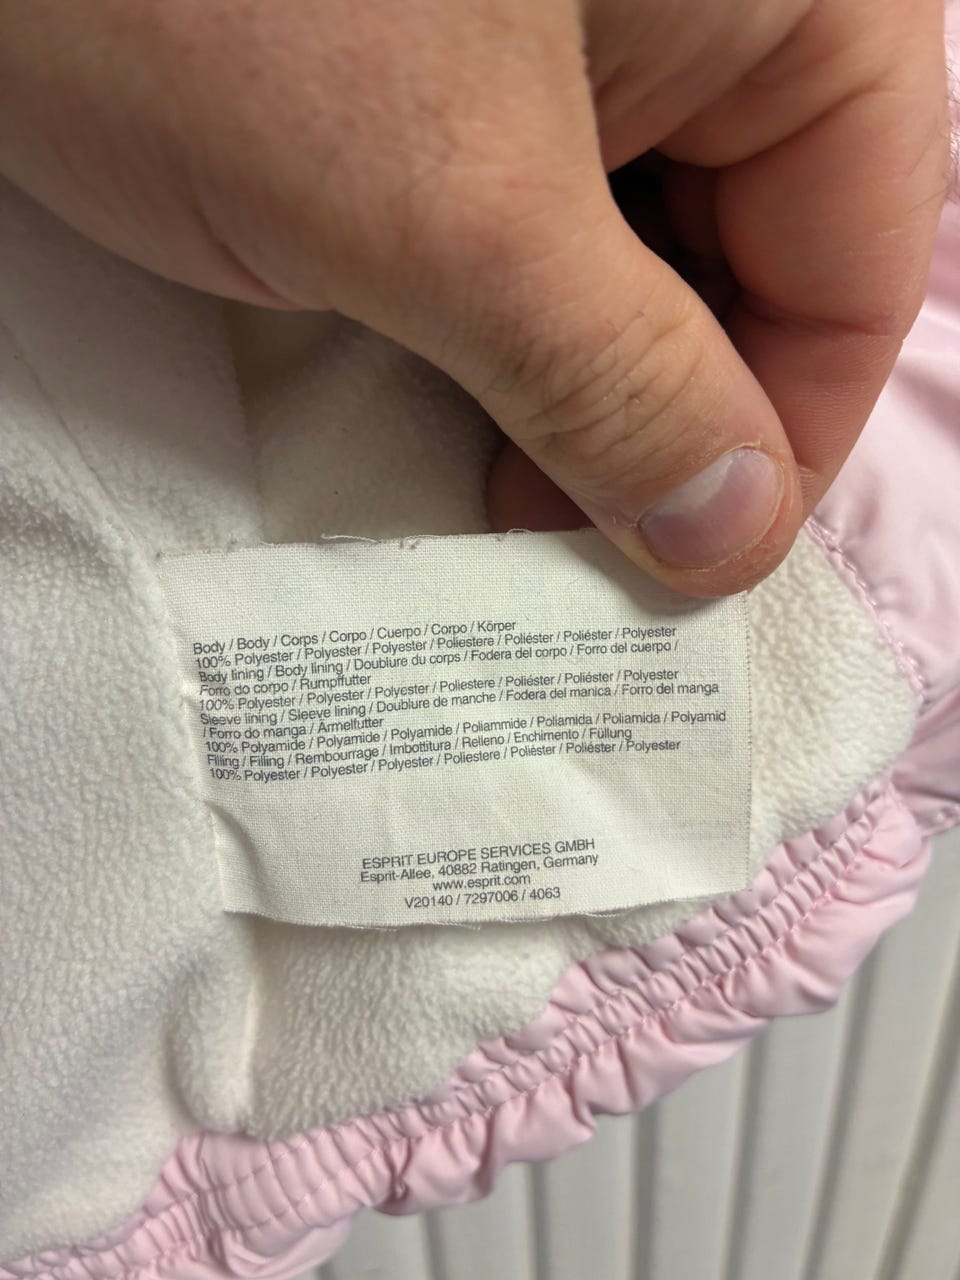 Body / Body / Corps / Corpo / Cuerpo / Corpo / Körper
100% Polyester / Polyester / Polyester / Poliestere / Poliéster / Poliéster / Polyester
Body lining / Body lining / Doublure du corps / Fodera del corpo / Forro del cuerpo /
Forro do corpo / Rumpffutter
100% Polyester / Polyester / Polyester / Poliestere / Poliéster / Poliéster / Polyester
Sleeve lining / Sleeve lining / Doublure de manche / Fodera del manica / Forro del manga
/ Forro do manga / Ärmelfutter
100% Polyamide / Polyamide / Polyamide / Poliammide / Poliamida / Poliamida / Polyamid
Filling / Filling / Rembourrage / Imbottitura / Relleno / Enchimento / Füllung
100% Polyester / Polyester / Polyester / Poliestere / Poliéster / Poliéster / Polyester
ESPRIT EUROPE SERVICES GMBH
Esprit-Allee, 40882 Ratingen, Germany
www.esprit.com
V20140 / 7297006 / 4063